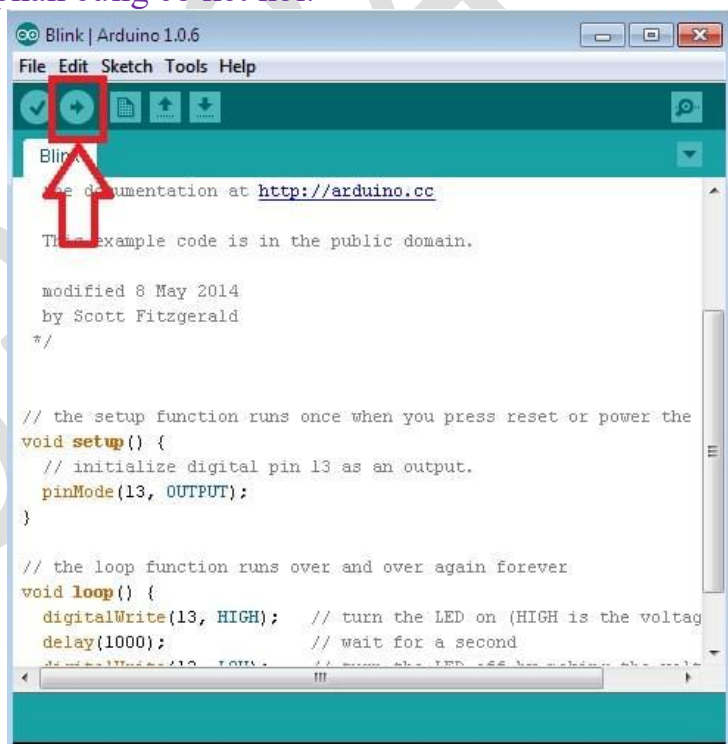 Blink | Arduino 1.0.6
File Edit Sketch Tools Help
the documentation at http://arduino.cc
This example code is in the public domain.
modified 8 May 2014
by Scott Fitzgerald
*/
// the setup function runs once when you press reset or power the
void setup() {
// initialize digital pin 13 as an output.
pinMode(13, OUTPUT);
}
// the loop function runs over and over again forever
void loop() {
digitalWrite(13, HIGH); // turn the LED on (HIGH is the voltag
delay(1000); // wait for a second